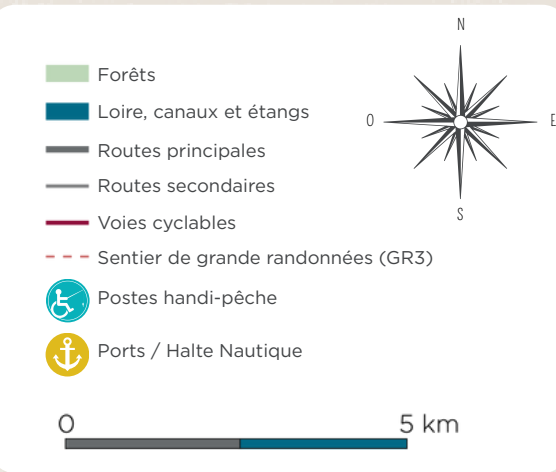 N
Forêts
Loire, canaux et étangs
O
E
Routes principales
Routes secondaires
S
Voies cyclables
Sentier de grande randonnées (GR3)
Postes handi-pêche
Ports / Halte Nautique
0
5 km